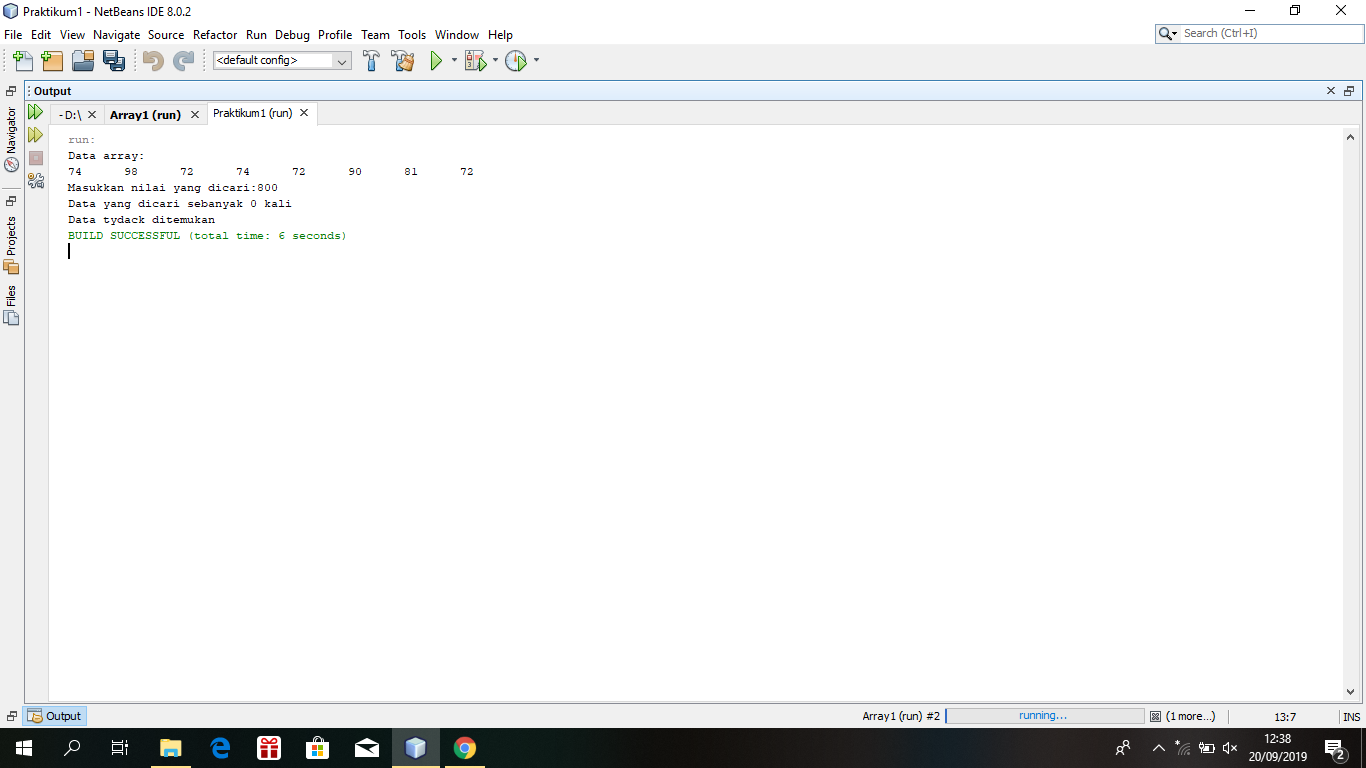 Praktikum1 - NetBeans IDE 8.0.2
File Edit View Navigate Source Refactor Run Debug Profile Team Tools Window Help
Search (Ctrl+I)
<default config>
Output
- D:\ Array1 (run) Praktikum1 (run)
Navigator
Projects
Files
run:
Data array:
74 98 72 74 72 90 81 72
Masukkan nilai yang dicari:800
Data yang dicari sebanyak 0 kali
Data tydack ditemukan
BUILD SUCCESSFUL (total time: 6 seconds)
Output
Array1 (run) #2 running... (1 more...) 13:7 INS
12:38
20/09/2019
2